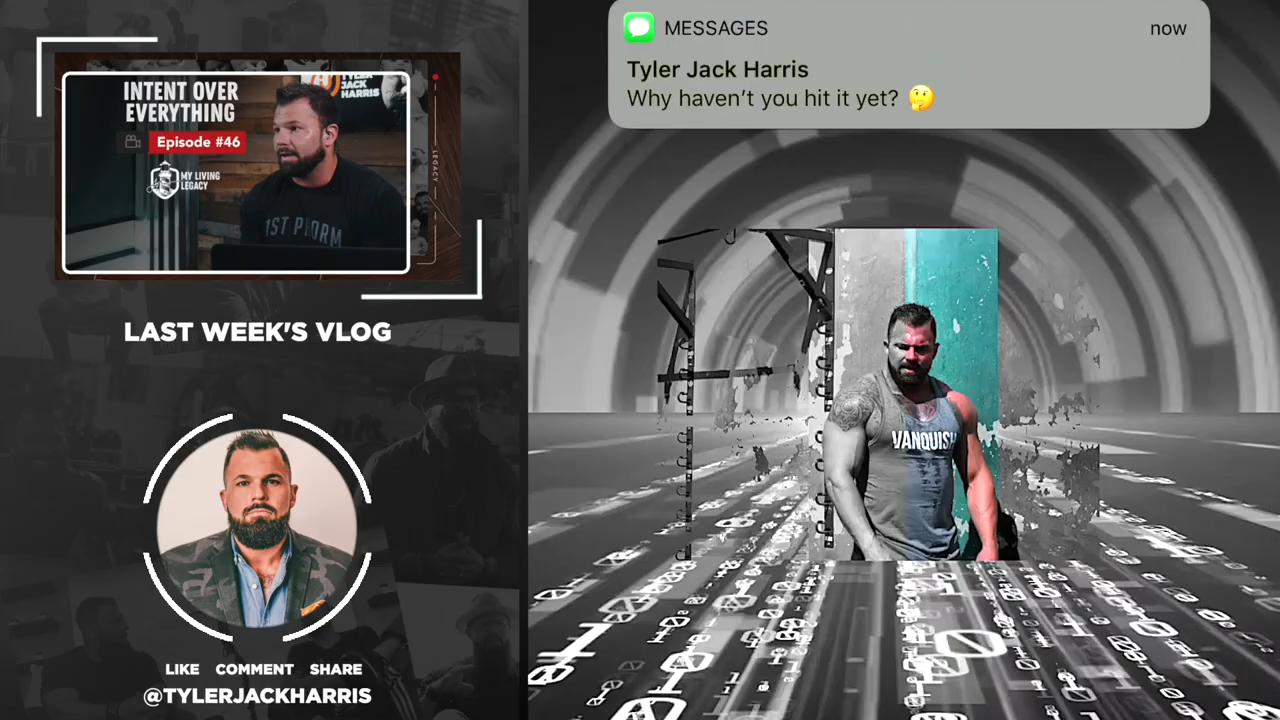 INTENT OVER
EVERYTHING
Episode #46
MY LIVING
LEGACY
TYLER
JACK
HARRIS
1ST PHORM
LEGACY
LAST WEEK'S VLOG
LIKE COMMENT SHARE
@TYLERJACKHARRIS
MESSAGES
now
Tyler Jack Harris
Why haven't you hit it yet? 🤔
VANQUISH